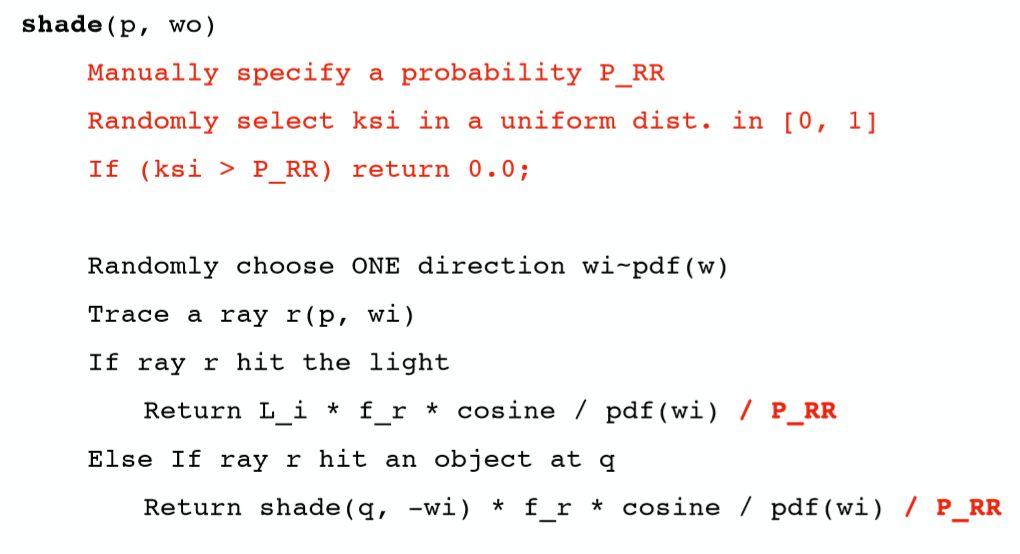 shade(p, wo)
Manually specify a probability P_RR
Randomly select ksi in a uniform dist. in [0, 1]
If (ksi > P_RR) return 0.0;
Randomly choose ONE direction wi~pdf(w)
Trace a ray r(p, wi)
If ray r hit the light
Return L_i * f_r * cosine / pdf(wi) / P_RR
Else If ray r hit an object at q
Return shade(q, -wi) * f_r * cosine / pdf(wi) / P_RR